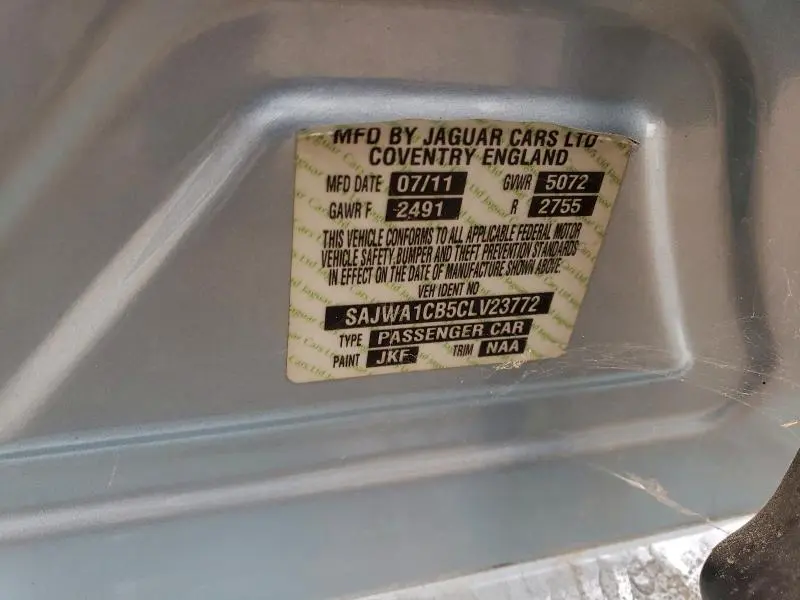 MFD BY JAGUAR CARS LTD
COVENTRY ENGLAND
MFD DATE 07/11 GVWR 5072
GAWR F 2491 R 2755
THIS VEHICLE CONFORMS TO ALL APPLICABLE FEDERAL MOTOR
VEHICLE SAFETY, BUMPER AND THEFT PREVENTION STANDARDS
IN EFFECT ON THE DATE OF MANUFACTURE SHOWN ABOVE
VEH IDENT NO
SAJWA1CB5CLV23772
TYPE PASSENGER CAR
PAINT JKF TRIM NAA